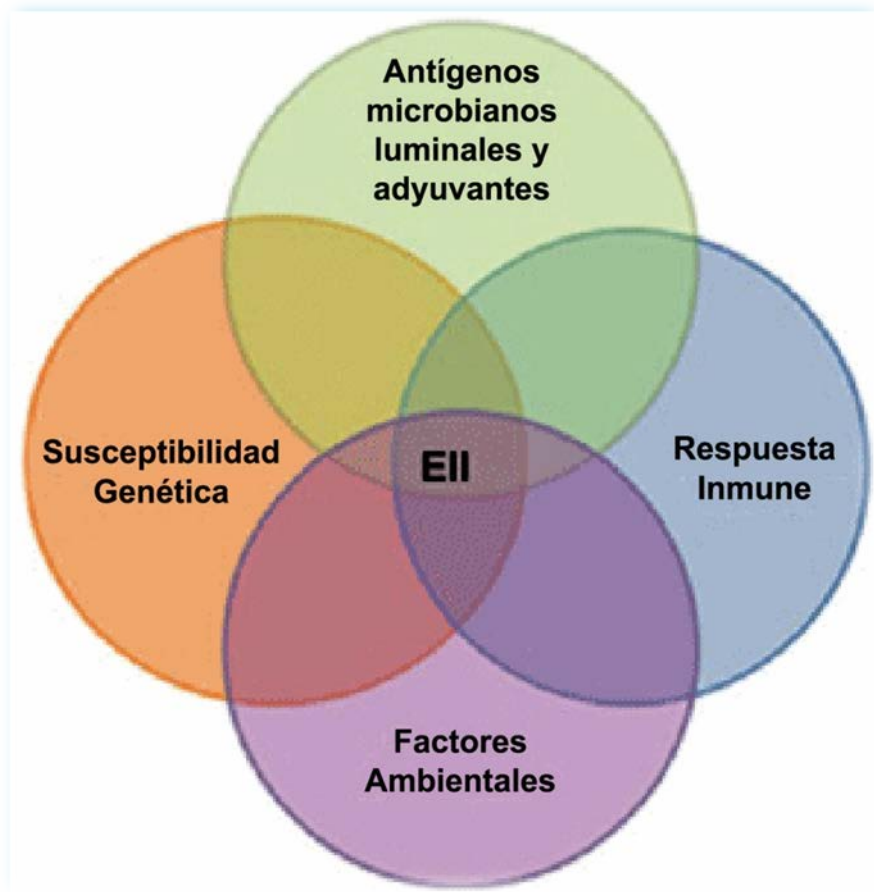 Antígenos
microbianos
luminales y
adyuvantes
Susceptibilidad
Genética
EII
Respuesta
Inmune
Factores
Ambientales